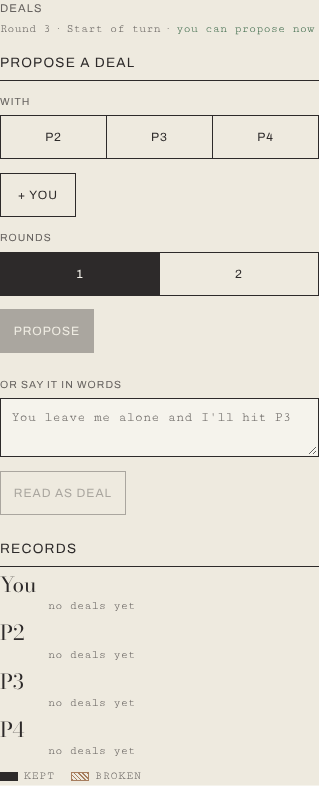 DEALS
Round 3 · Start of turn · you can propose now
PROPOSE A DEAL
WITH
P2 P3 P4
+ YOU
ROUNDS
1 2
PROPOSE
OR SAY IT IN WORDS
You leave me alone and I'll hit P3
READ AS DEAL
RECORDS
You
no deals yet
P2
no deals yet
P3
no deals yet
P4
no deals yet
KEPT BROKEN